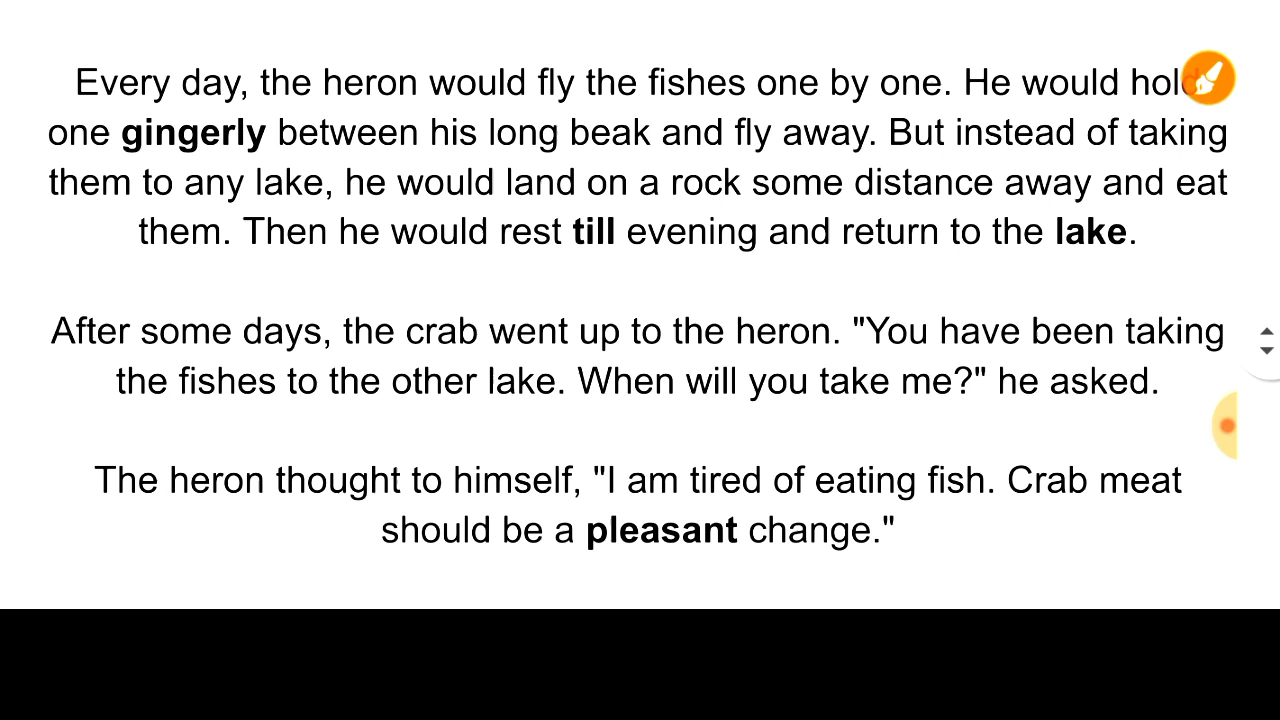 Every day, the heron would fly the fishes one by one. He would hold
one gingerly between his long beak and fly away. But instead of taking
them to any lake, he would land on a rock some distance away and eat
them. Then he would rest till evening and return to the lake.
After some days, the crab went up to the heron. "You have been taking
the fishes to the other lake. When will you take me?" he asked.
The heron thought to himself, "I am tired of eating fish. Crab meat
should be a pleasant change."